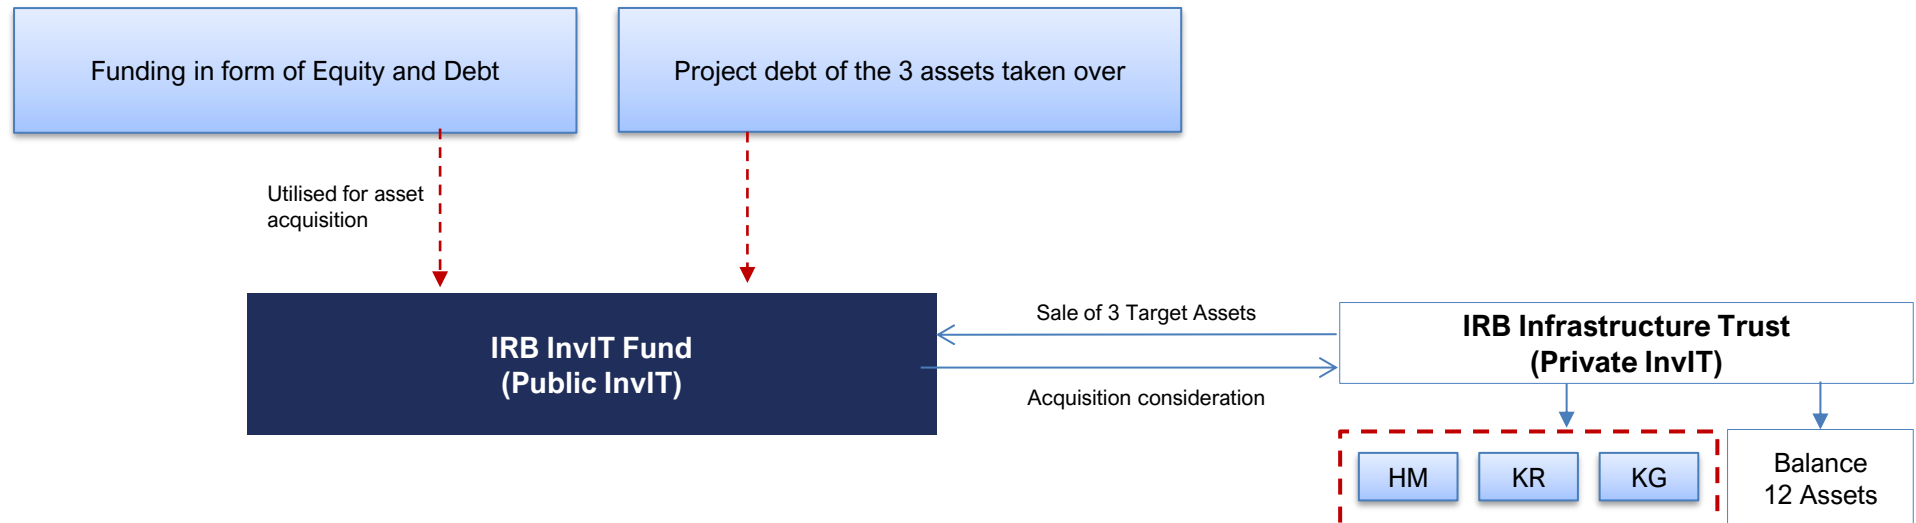 Funding in form of Equity and Debt
Project debt of the 3 assets taken over
Utilised for asset
acquisition
IRB InvIT Fund
(Public InvIT)
Sale of 3 Target Assets
Acquisition consideration
IRB Infrastructure Trust
(Private InvIT)
HM
KR
KG
Balance
12 Assets